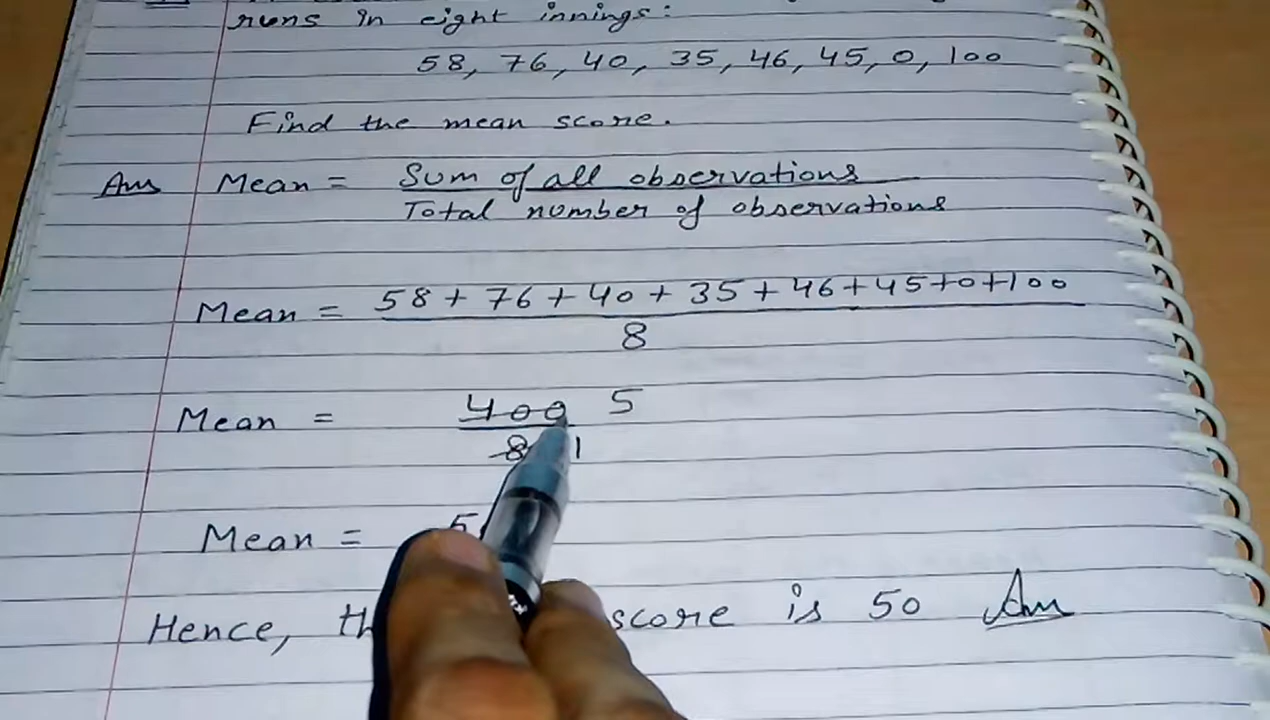 runs in eight innings:
58, 76, 40, 35, 46, 45, 0, 100
Find the mean score.
Ans Mean = Sum of all observations
Total number of observations
Mean = 58 + 76 + 40 + 35 + 46 + 45 + 0 + 100
8
Mean = 400 5
8 1
Mean =
Hence, score is 50 Ans